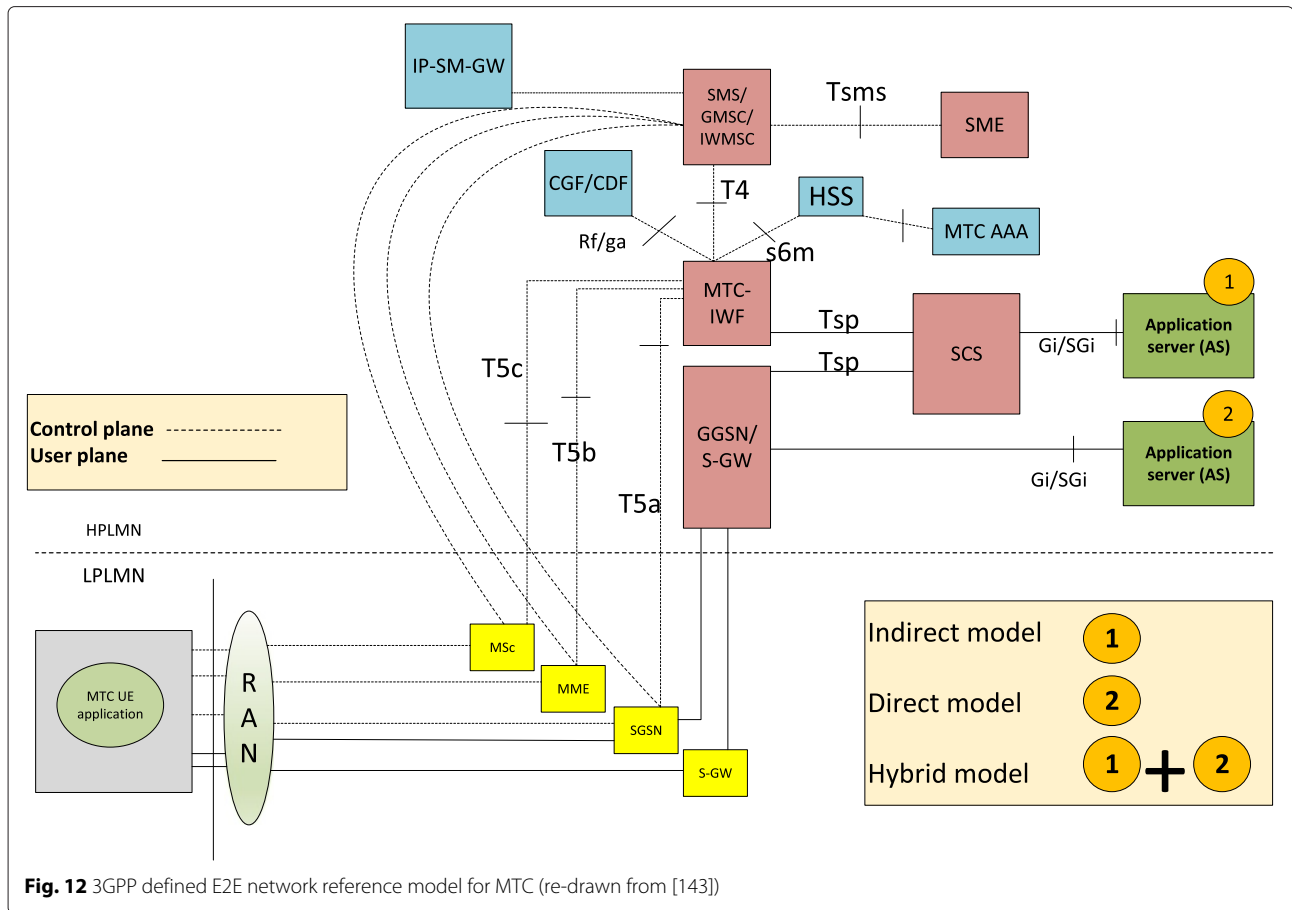 IP-SM-GW
SMS/
GMSC/
IWMSC
Tsms
SME
CGF/CDF
T4
HSS
MTC AAA
Rf/ga
s6m
MTC-
IWF
1
Application
server (AS)
Tsp
SCS
Gi/SGi
Tsp
T5c
2
Application
server (AS)
Control plane
User plane
T5b
GGSN/
S-GW
Gi/SGi
T5a
HPLMN
LPLMN
MTC UE
application
R
A
N
MSc
MME
SGSN
S-GW
Indirect model 1
Direct model 2
Hybrid model 1 + 2
Fig. 12 3GPP defined E2E network reference model for MTC (re-drawn from [143])